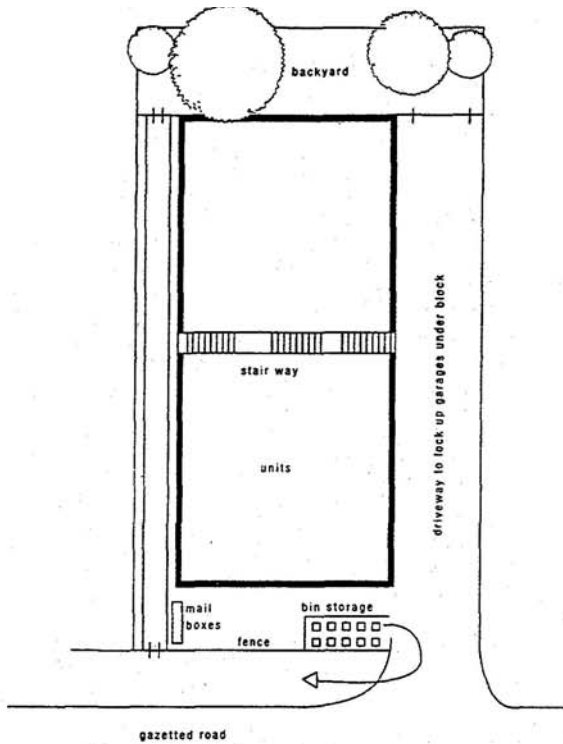 backyard
driveway to lock up garages under block
stair way
units
mail
boxes
bin storage
fence
gazetted road